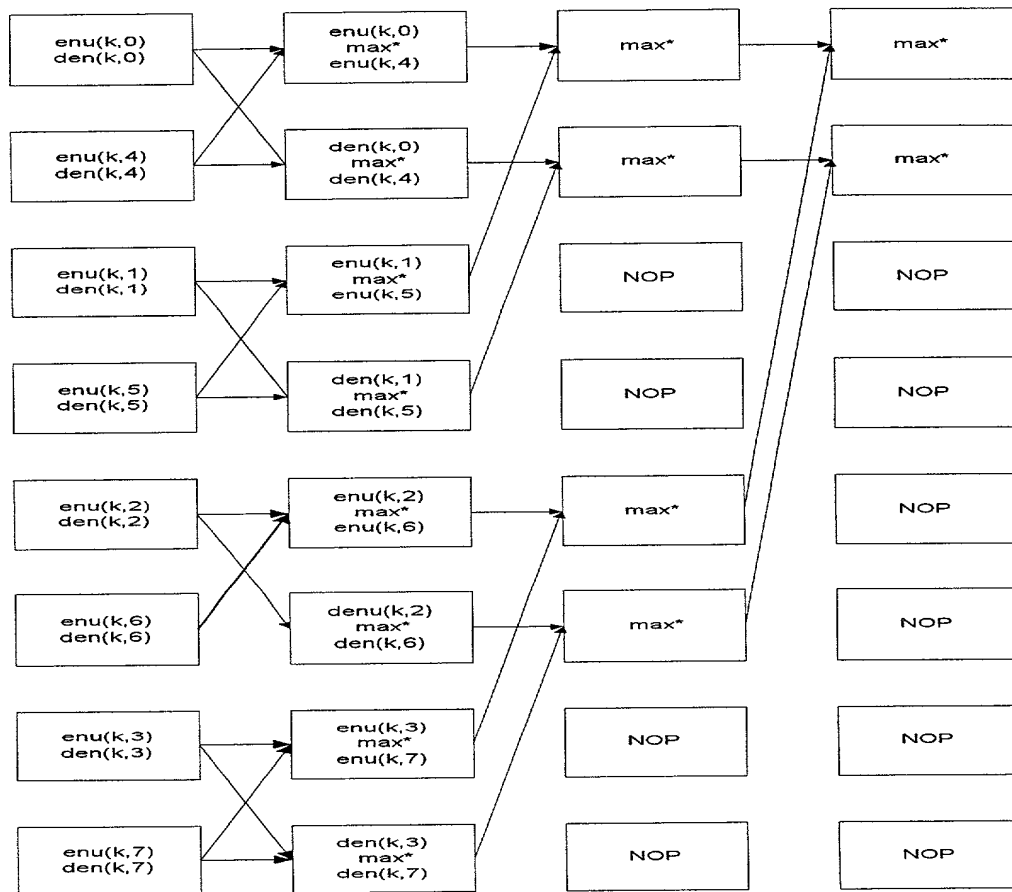 enu(k,0)
den(k,0)
enu(k,0)
max*
enu(k,4)
max*
max*
enu(k,4)
den(k,4)
den(k,0)
max*
den(k,4)
max*
max*
enu(k,1)
den(k,1)
enu(k,1)
max*
enu(k,5)
NOP
NOP
enu(k,5)
den(k,5)
den(k,1)
max*
den(k,5)
NOP
NOP
enu(k,2)
den(k,2)
enu(k,2)
max*
enu(k,6)
max*
NOP
enu(k,6)
den(k,6)
denu(k,2)
max*
den(k,6)
max*
NOP
enu(k,3)
den(k,3)
enu(k,3)
max*
enu(k,7)
NOP
NOP
enu(k,7)
den(k,7)
den(k,3)
max*
den(k,7)
NOP
NOP